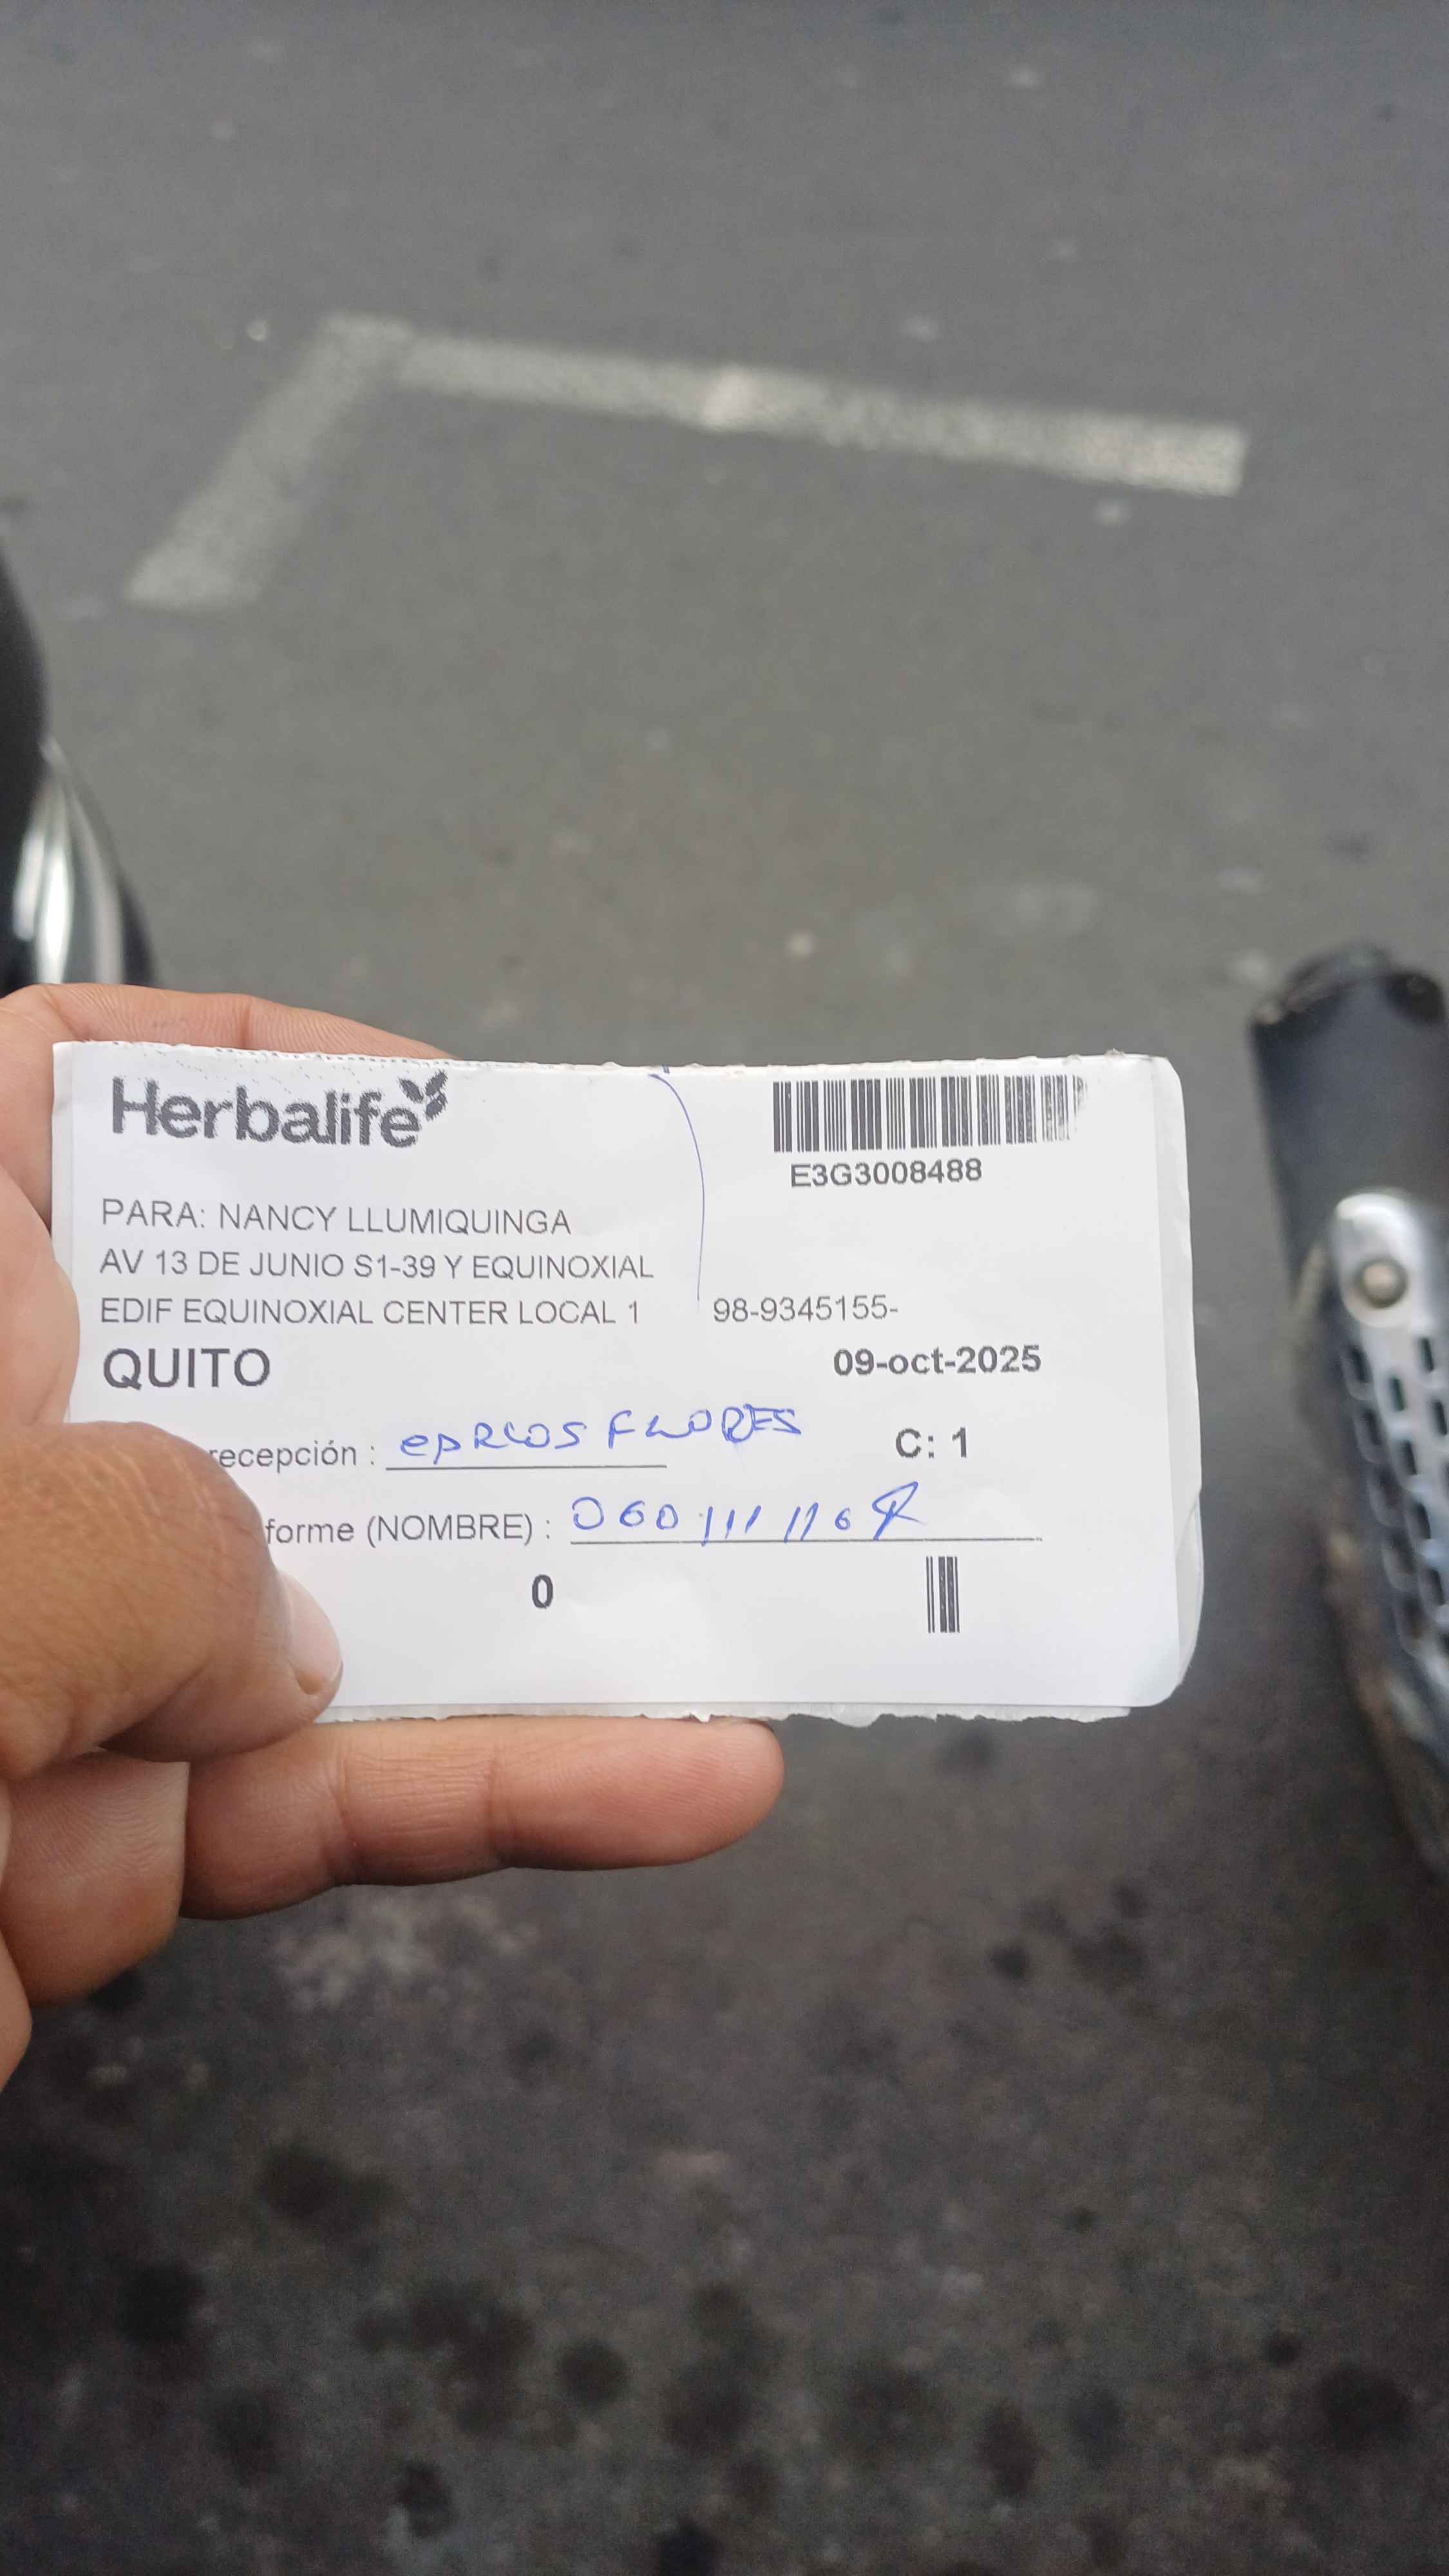 Herbalife
E3G3008488
PARA: NANCY LLUMIQUINGA
AV 13 DE JUNIO S1-39 Y EQUINOXIAL
EDIF EQUINOXIAL CENTER LOCAL 1 98-9345155-
QUITO 09-oct-2025
recepción : FLORES C: 1
forme (NOMBRE) :
0